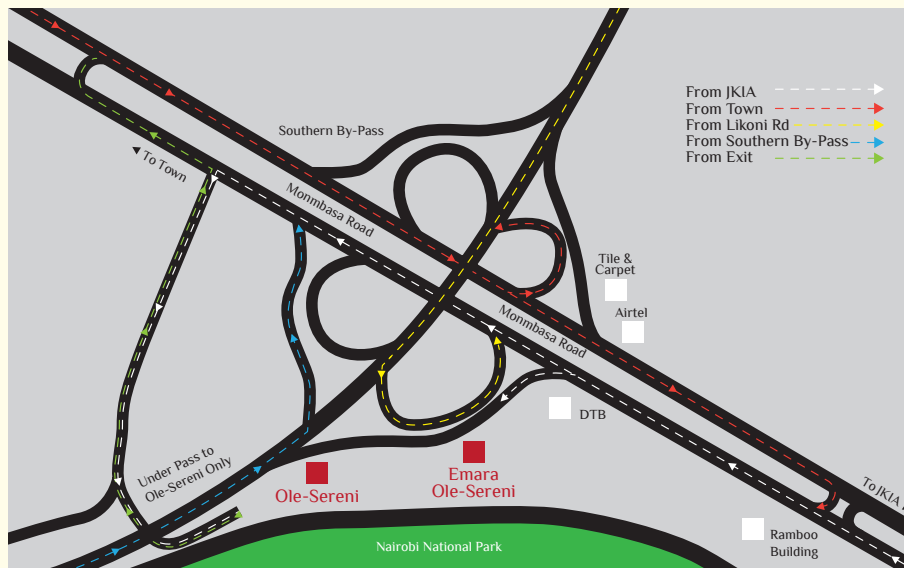 From JKIA
From Town
From Likoni Rd
From Southern By-Pass
From Exit
Southern By-Pass
To Town
Monmbasa Road
Tile &
Carpet
Airtel
Monmbasa Road
DTB
Under Pass to
Ole-Sereni Only
Ole-Sereni
Emara
Ole-Sereni
To JKIA
Ramboo
Building
Nairobi National Park